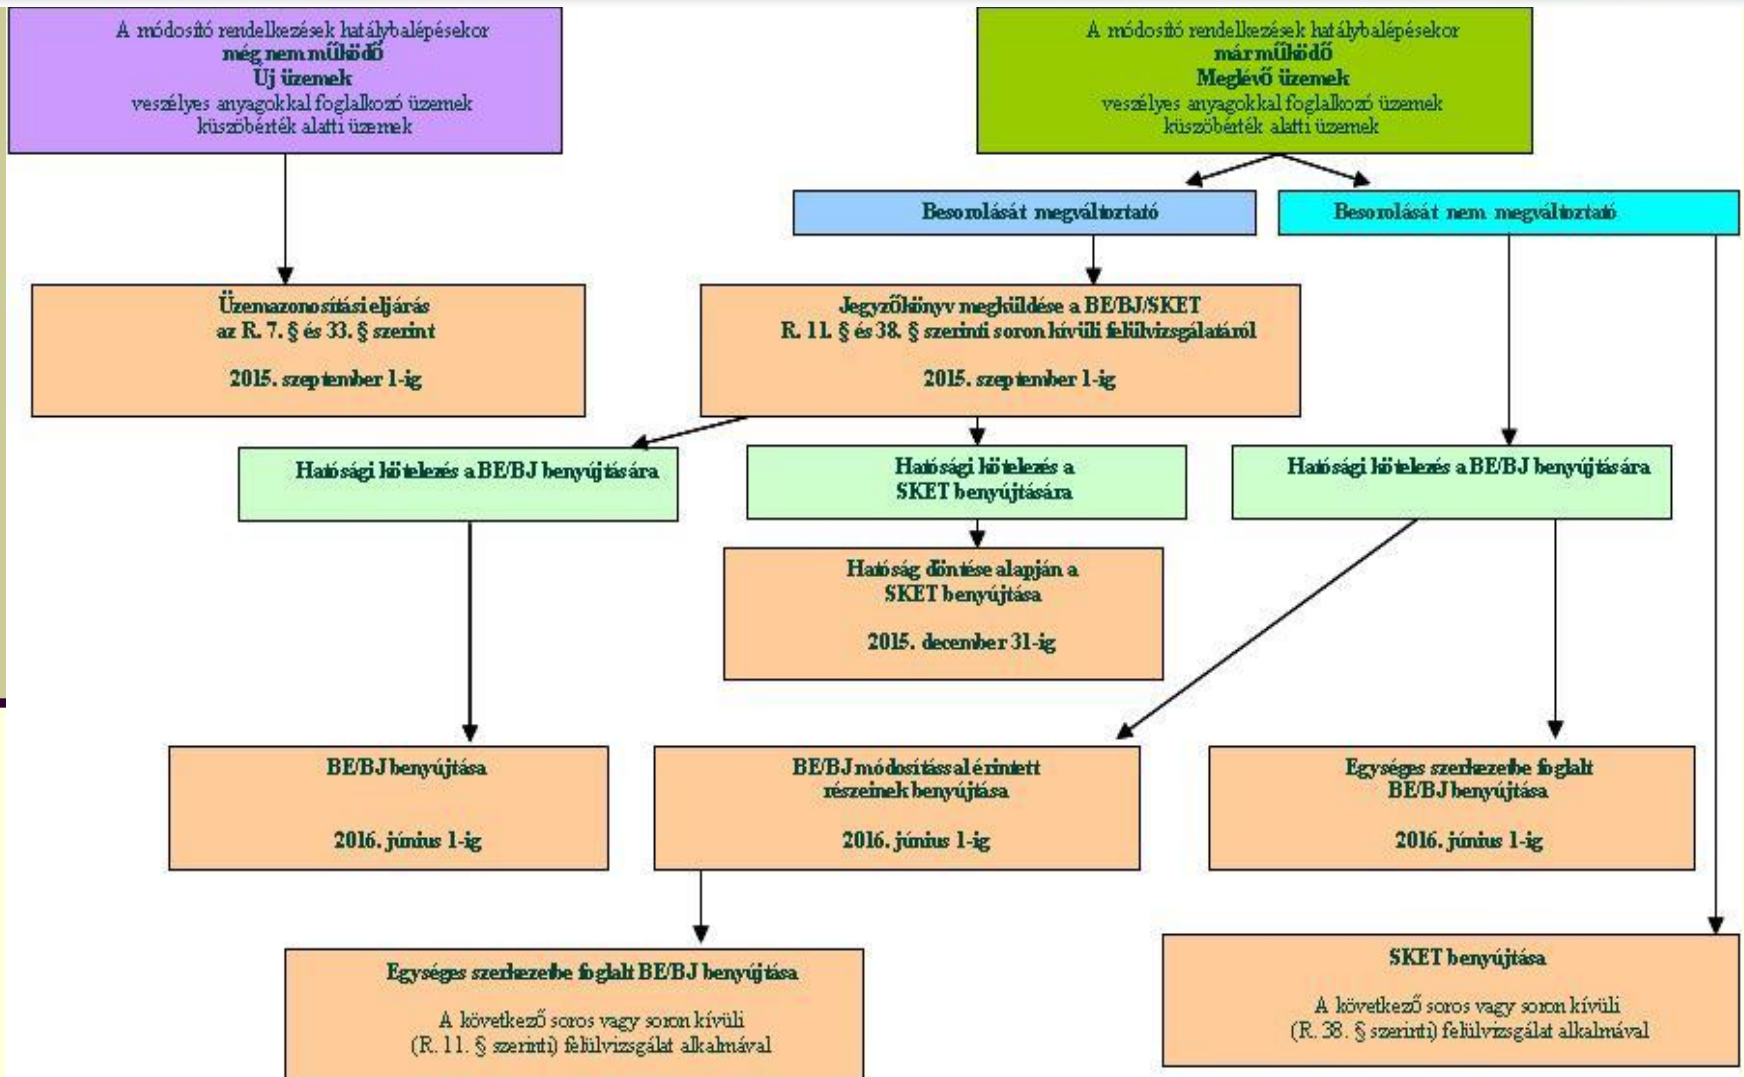 A módosító rendelkezések hatálybalépésekor
még nem működő
Új üzemek
veszélyes anyagokkal foglalkozó üzemek
küszöbérték alatti üzemek
A módosító rendelkezések hatálybalépésekor
már működő
Meglévő üzemek
veszélyes anyagokkal foglalkozó üzemek
küszöbérték alatti üzemek
Besorolását megváltoztató
Besorolását nem megváltoztató
Üzemazonosítási eljárás
az R. 7. § és 33. § szerint
2015. szeptember 1-ig
Jegyzőkönyv megküldése a BE/BJ/SKET
R. 11. § és 38. § szerinti soron kívüli felülvizsgálatáról
2015. szeptember 1-ig
Hatósági kötelezés a BE/BJ benyújtására
Hatósági kötelezés a
SKET benyújtására
Hatósági kötelezés a BE/BJ benyújtására
Hatóság döntése alapján a
SKET benyújtása
2015. december 31-ig
BE/BJ benyújtása
2016. június 1-ig
BE/BJ módosítással érintett
részeinek benyújtása
2016. június 1-ig
Egységes szerkezetbe foglalt
BE/BJ benyújtása
2016. június 1-ig
Egységes szerkezetbe foglalt BE/BJ benyújtása
A következő soros vagy soron kívüli
(R. 11. § szerinti) felülvizsgálat alkalmával
SKET benyújtása
A következő soros vagy soron kívüli
(R. 38. § szerinti) felülvizsgálat alkalmával